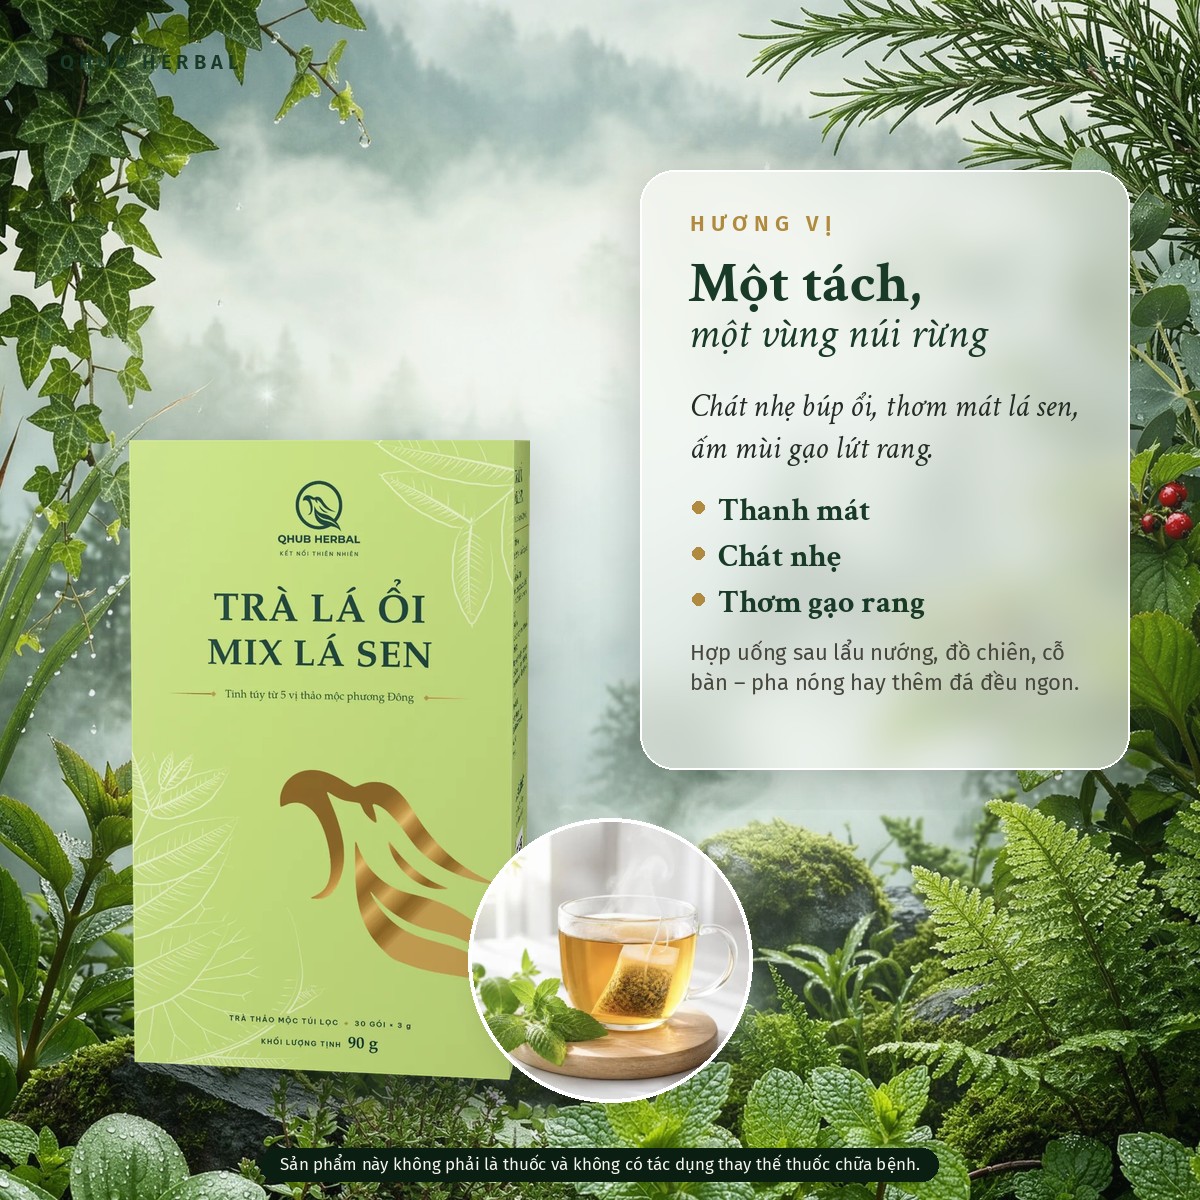 QHUB HERBAL
HƯƠNG VỊ
Một tách,
một vùng núi rừng
Chát nhẹ búp ổi, thơm mát lá sen,
ấm mùi gạo lứt rang.
Thanh mát
Chát nhẹ
Thơm gạo rang
Hợp uống sau lẩu nướng, đồ chiên, cỗ
bàn – pha nóng hay thêm đá đều ngon.
QHUB HERBAL
KẾT NỐI THIÊN NHIÊN
TRÀ LÁ ỔI
MIX LÁ SEN
Tinh túy từ 5 vị thảo mộc phương Đông
TRÀ THẢO MỘC TÚI LỌC • 30 GÓI • 3 g
KHỐI LƯỢNG TỊNH 90 g
Sản phẩm này không phải là thuốc và không có tác dụng thay thế thuốc chữa bệnh.